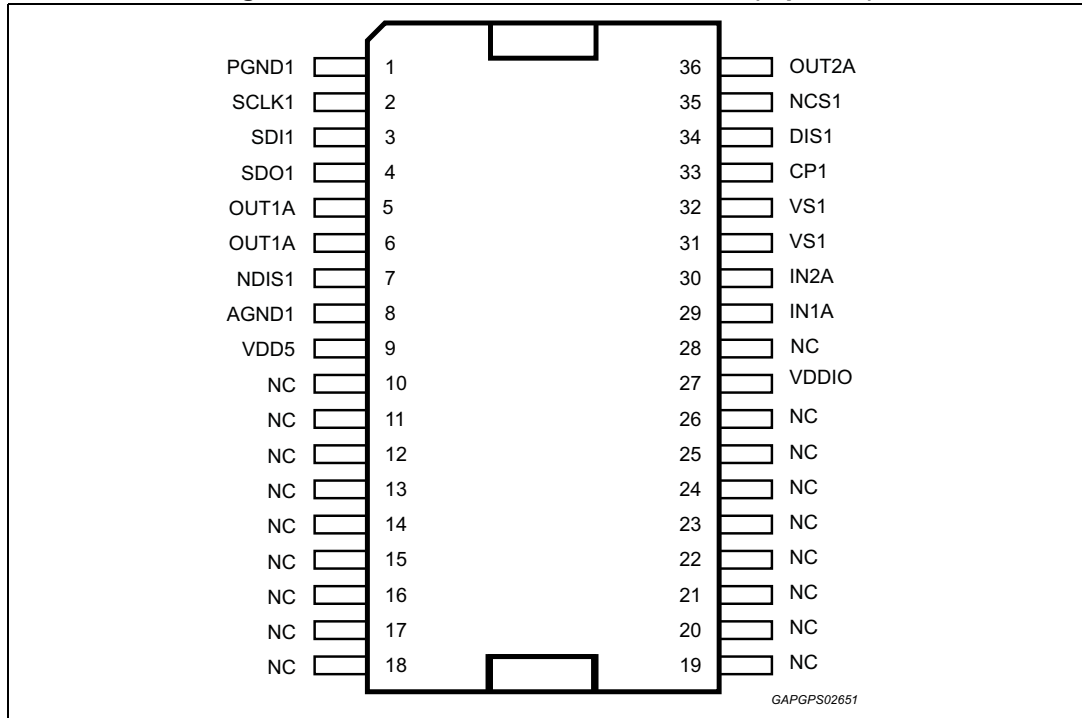 PGND1 1 36 OUT2A
SCLK1 2 35 NCS1
SDI1 3 34 DIS1
SDO1 4 33 CP1
OUT1A 5 32 VS1
OUT1A 6 31 VS1
NDIS1 7 30 IN2A
AGND1 8 29 IN1A
VDD5 9 28 NC
NC 10 27 VDDIO
NC 11 26 NC
NC 12 25 NC
NC 13 24 NC
NC 14 23 NC
NC 15 22 NC
NC 16 21 NC
NC 17 20 NC
NC 18 19 NC
GAPGPS02651